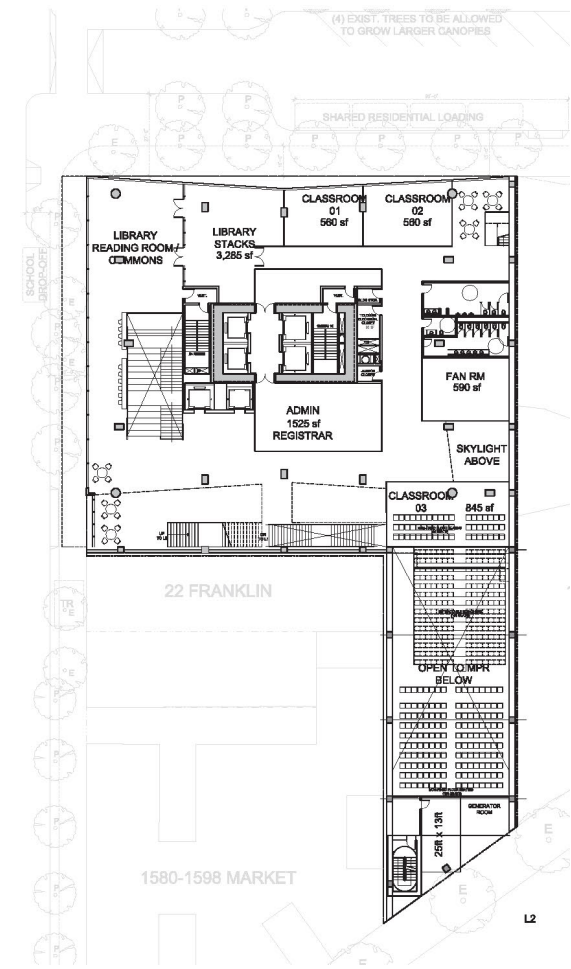 (4) EXIST. TREES TO BE ALLOWED
TO GROW LARGER CANOPIES
SHARED RESIDENTIAL LOADING
SCHOOL
DROP-OFF
LIBRARY
READING ROOM /
COMMONS
LIBRARY
STACKS
3,285 sf
CLASSROOM
01
560 sf
CLASSROOM
02
560 sf
FAN RM
590 sf
ADMIN
1525 sf
REGISTRAR
SKYLIGHT
ABOVE
CLASSROOM
03
845 sf
UP
22 FRANKLIN
OPEN TO MPR
BELOW
GENERATOR
ROOM
25ft x 13ft
1580-1598 MARKET
L2